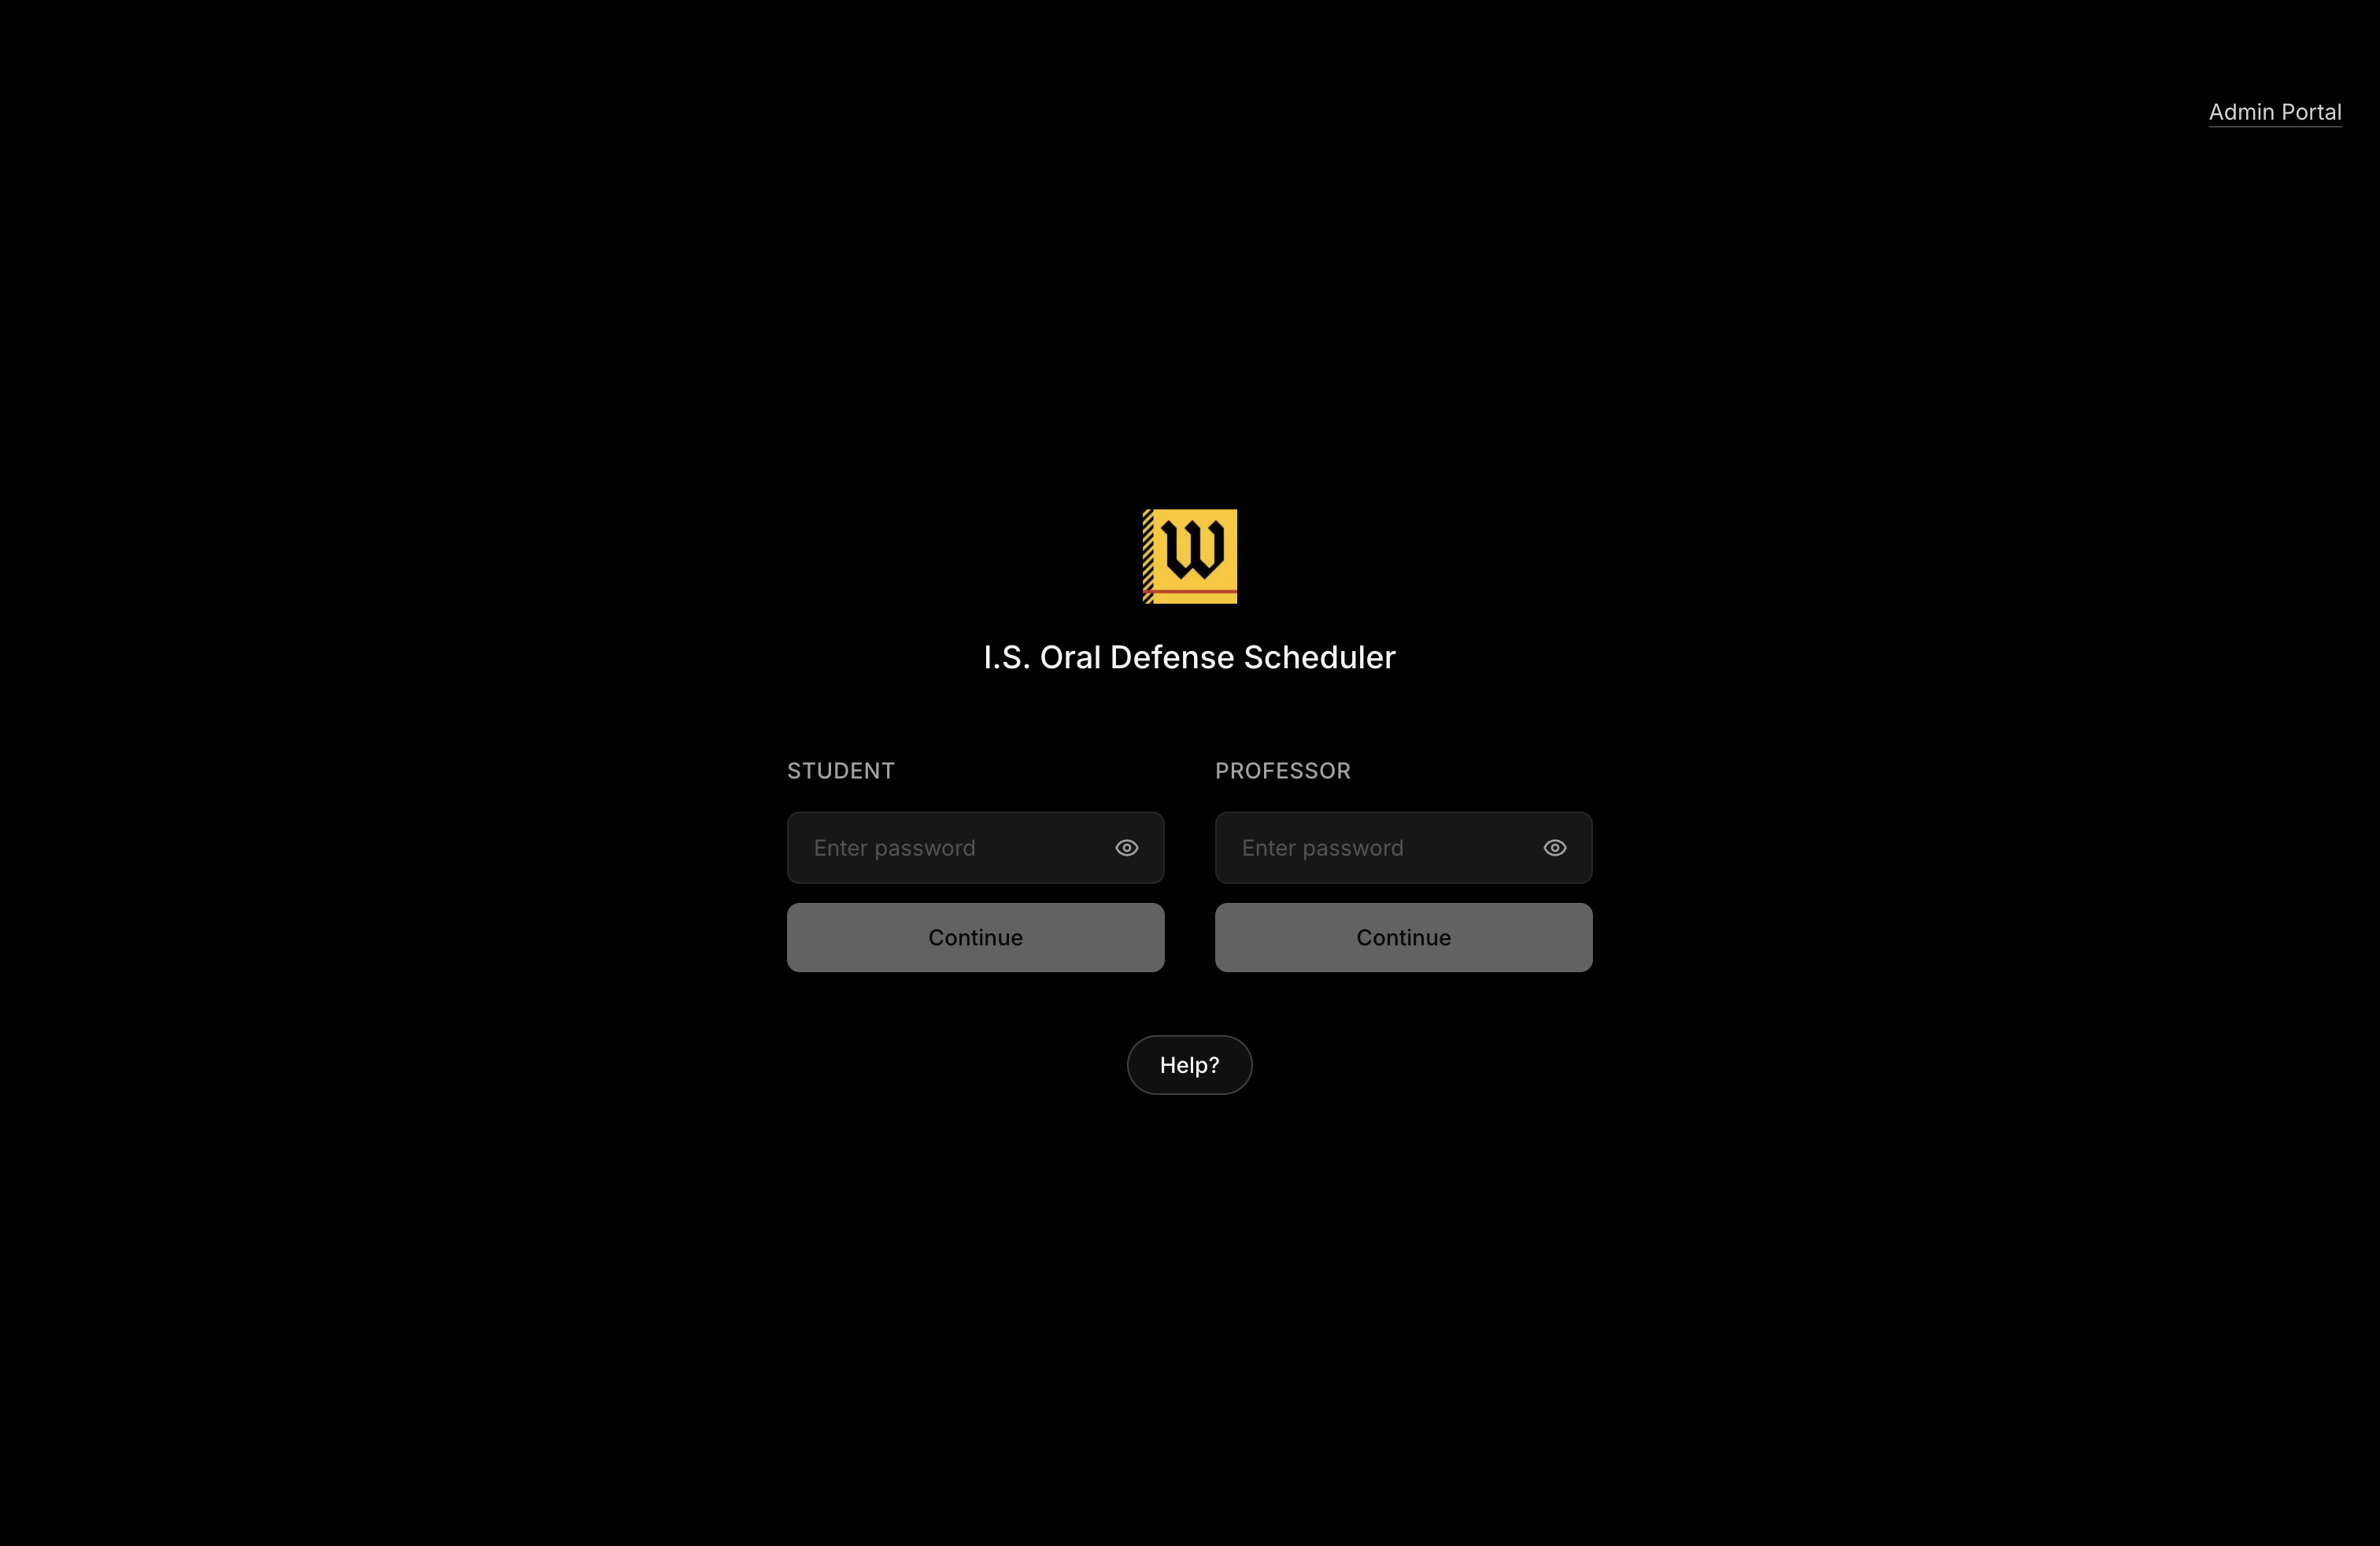 Admin Portal
W
I.S. Oral Defense Scheduler
STUDENT
PROFESSOR
Enter password
Enter password
Continue
Continue
Help?